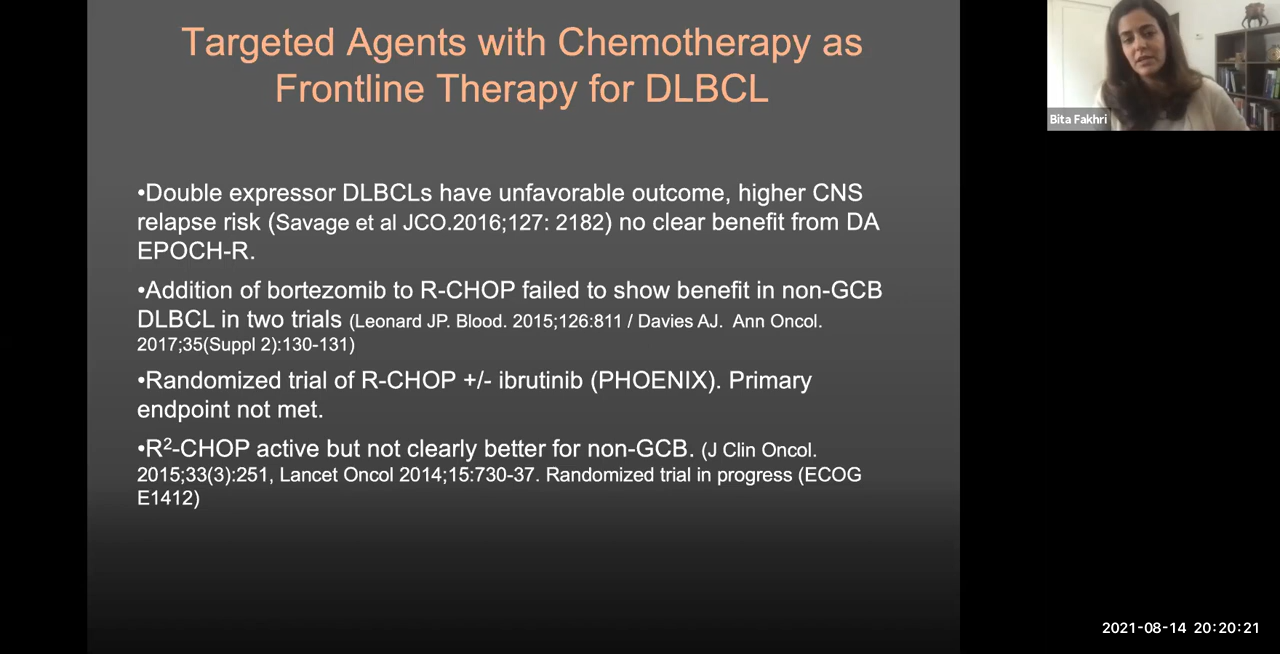 Targeted Agents with Chemotherapy as
Frontline Therapy for DLBCL
Bita Fakhri
•Double expressor DLBCLs have unfavorable outcome, higher CNS
relapse risk (Savage et al JCO.2016;127: 2182) no clear benefit from DA
EPOCH-R.
•Addition of bortezomib to R-CHOP failed to show benefit in non-GCB
DLBCL in two trials (Leonard JP. Blood. 2015;126:811 / Davies AJ. Ann Oncol.
2017;35(Suppl 2):130-131)
•Randomized trial of R-CHOP +/- ibrutinib (PHOENIX). Primary
endpoint not met.
•R²-CHOP active but not clearly better for non-GCB. (J Clin Oncol.
2015;33(3):251, Lancet Oncol 2014;15:730-37. Randomized trial in progress (ECOG
E1412)
2021-08-14 20:20:21